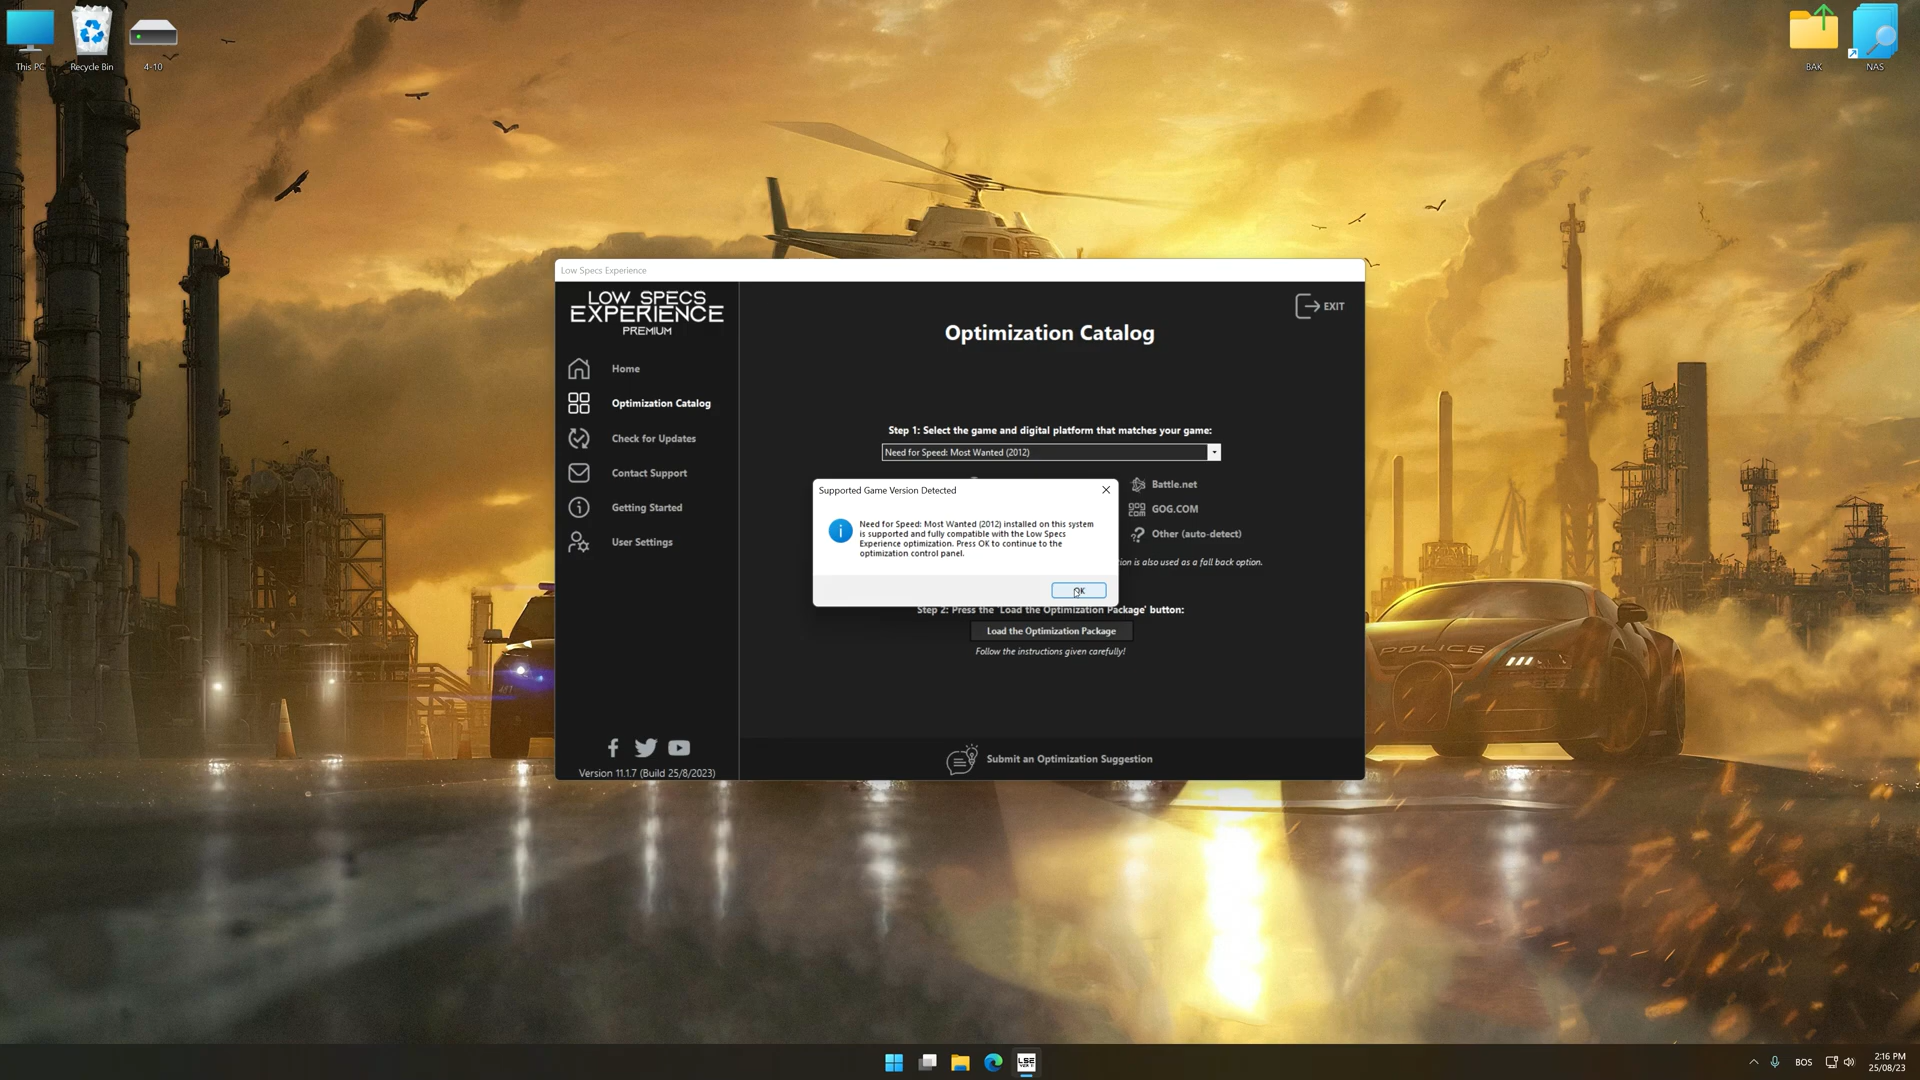 This PC
Recycle Bin
4-10
BAK
NAS
Low Specs Experience
LOW SPECS
EXPERIENCE
PREMIUM
EXIT
Optimization Catalog
Home
Optimization Catalog
Check for Updates
Contact Support
Getting Started
User Settings
Step 1: Select the game and digital platform that matches your game:
Need for Speed: Most Wanted (2012)
Battle.net
GOG.COM
Other (auto-detect)
tion is also used as a fall back option.
Supported Game Version Detected
Need for Speed: Most Wanted (2012) installed on this system
is supported and fully compatible with the Low Specs
Experience optimization. Press OK to continue to the
optimization control panel.
OK
Step 2: Press the 'Load the Optimization Package' button:
Load the Optimization Package
Follow the instructions given carefully!
Submit an Optimization Suggestion
Version 11.1.7 (Build 25/8/2023)
POLICE
LSE
VER 11
BOS
2:16 PM
25/08/23